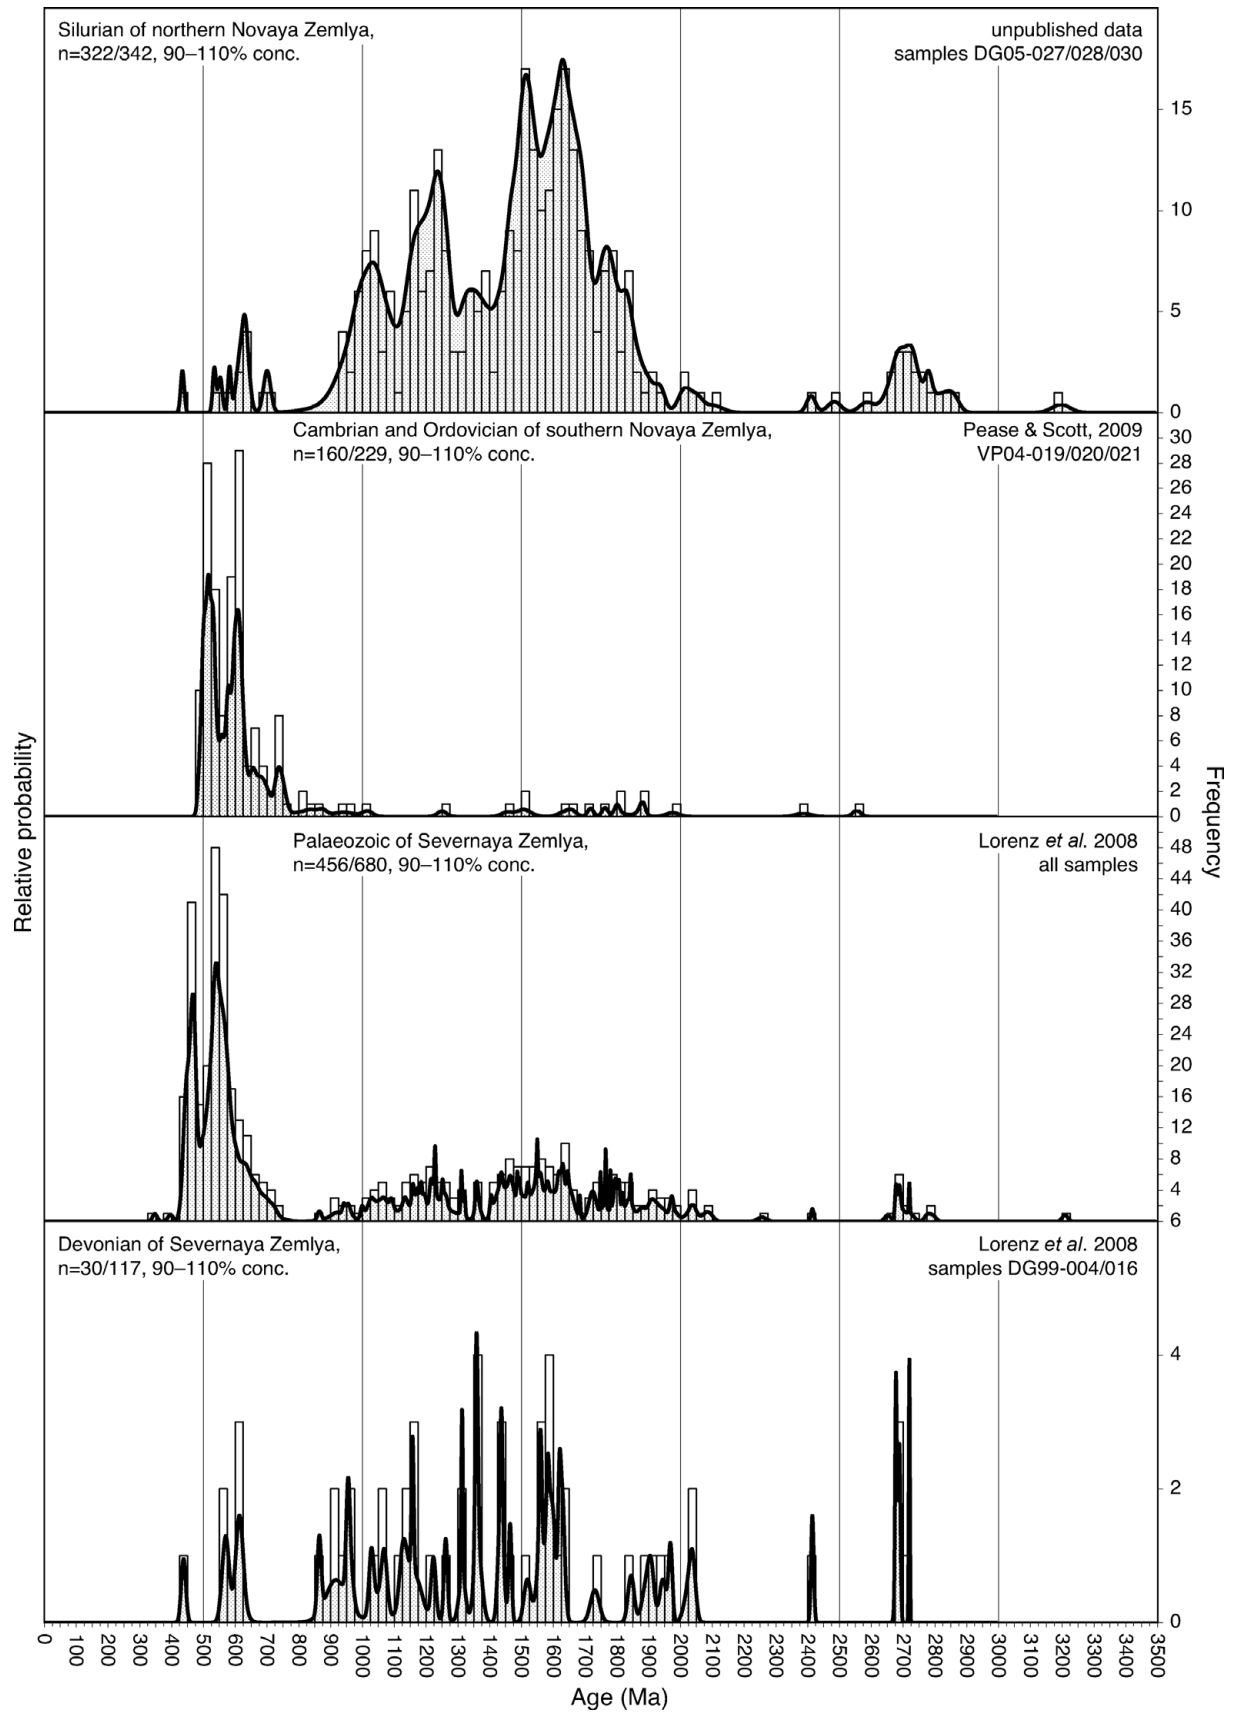 Silurian of northern Novaya Zemlya,
n=322/342, 90–110% conc.
unpublished data
samples DG05-027/028/030
15
10
5
0
Cambrian and Ordovician of southern Novaya Zemlya,
n=160/229, 90–110% conc.
Pease & Scott, 2009
VP04-019/020/021
30
28
26
24
22
20
18
16
14
12
10
8
6
4
2
0
Palaeozoic of Severnaya Zemlya,
n=456/680, 90–110% conc.
Lorenz et al. 2008
all samples
48
44
40
36
32
28
24
20
16
12
8
4
6
Devonian of Severnaya Zemlya,
n=30/117, 90–110% conc.
Lorenz et al. 2008
samples DG99-004/016
4
2
0
Relative probability
Frequency
0 100 200 300 400 500 600 700 800 900 1000 1100 1200 1300 1400 1500 1600 1700 1800 1900 2000 2100 2200 2300 2400 2500 2600 2700 2800 2900 3000 3100 3200 3300 3400 3500
Age (Ma)